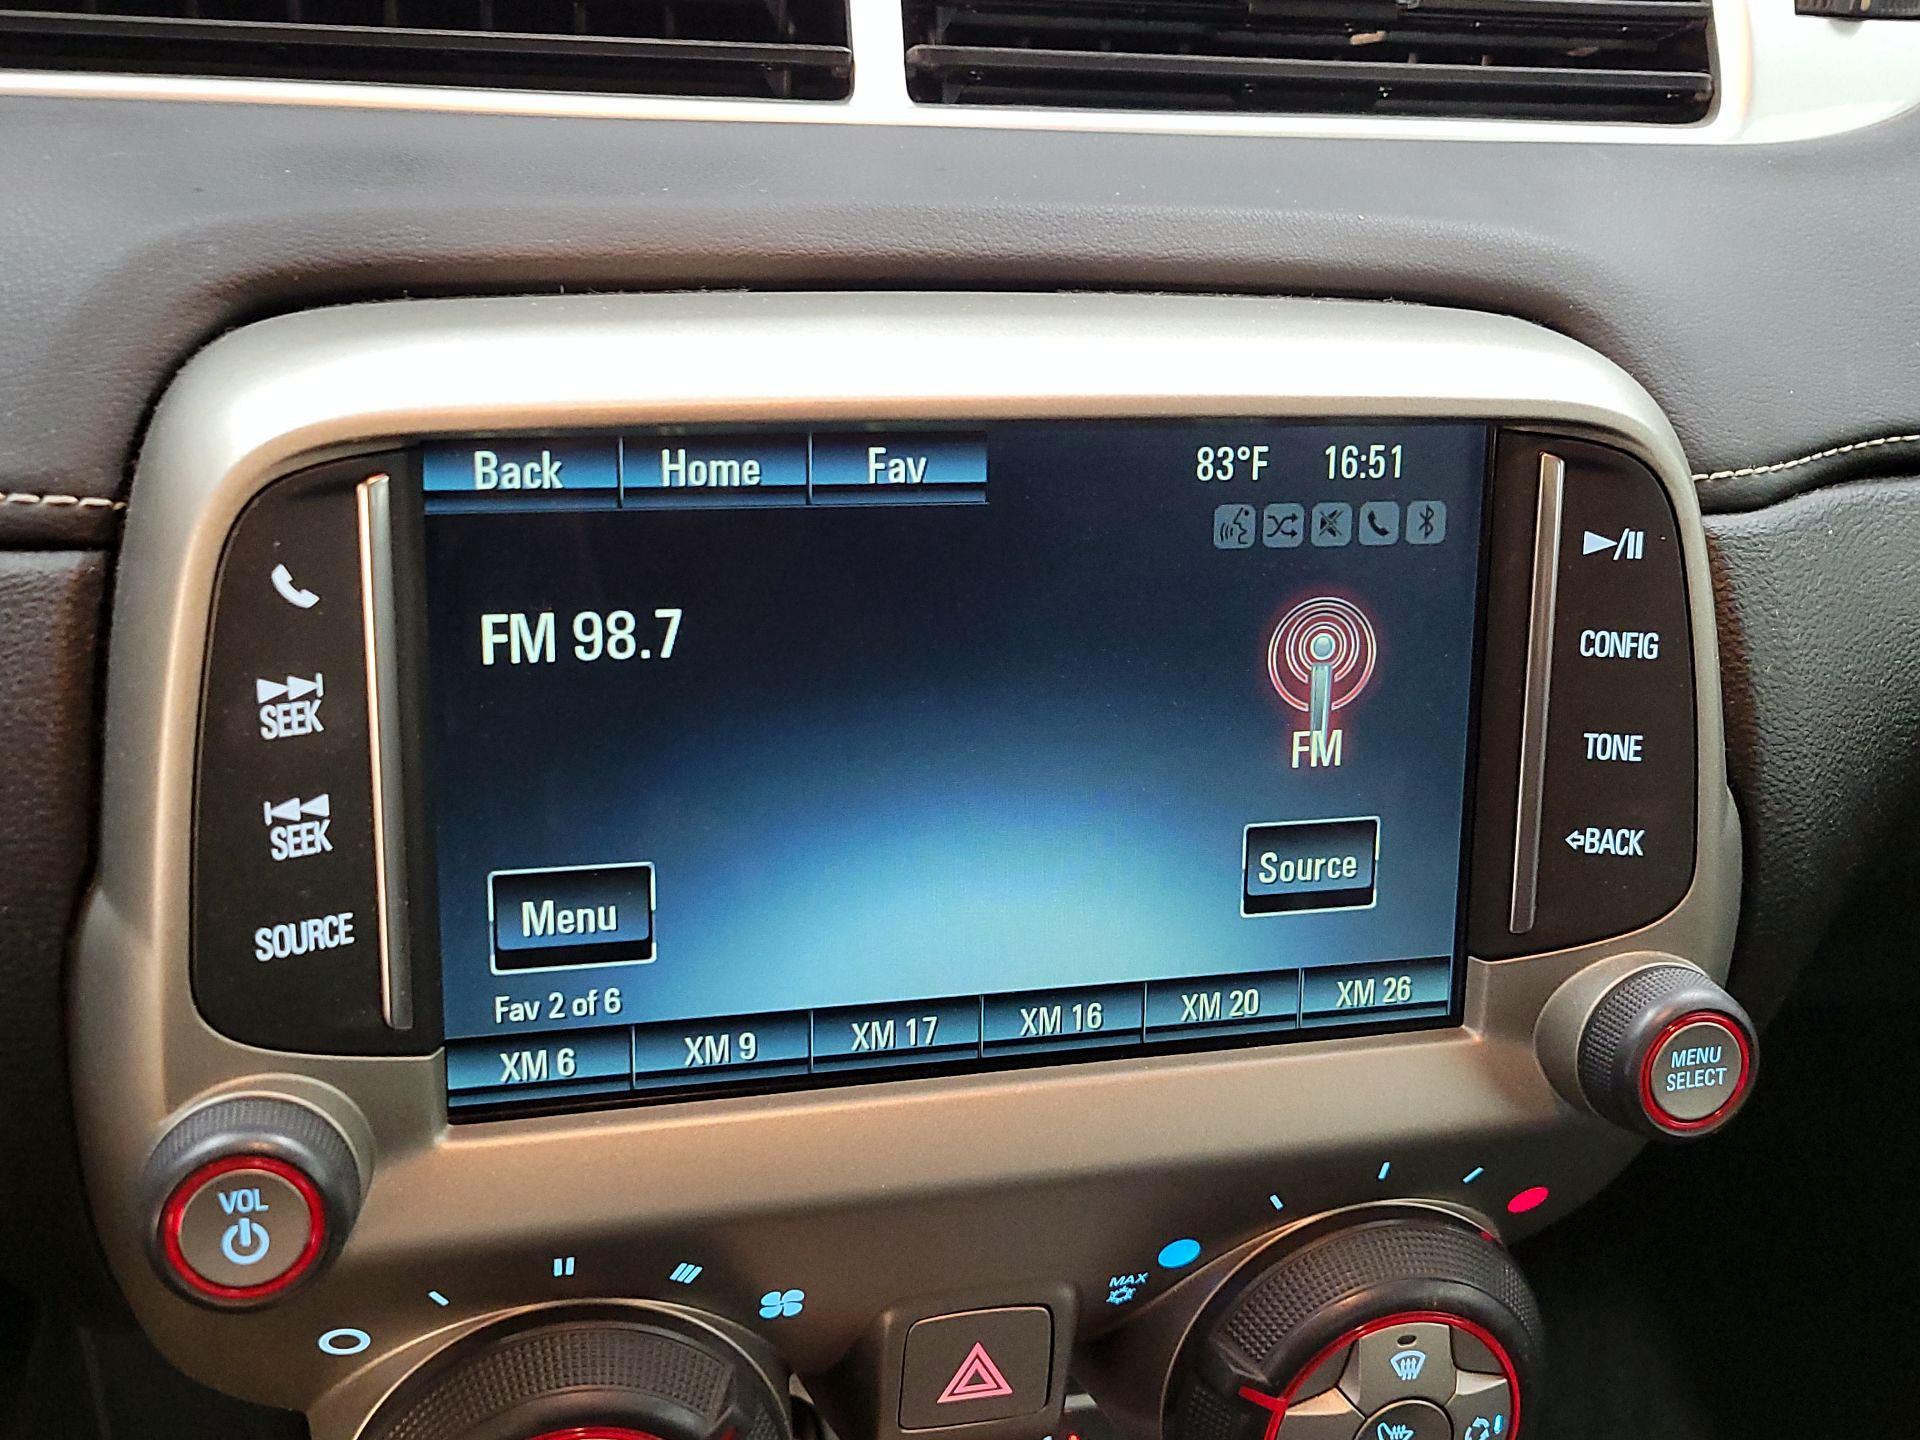 Back Home Fav 83°F 16:51
FM 98.7
FM
Menu
Source
Fav 2 of 6
XM 6 XM 9 XM 17 XM 16 XM 20 XM 26
SEEK
SEEK
SOURCE
CONFIG
TONE
BACK
VOL
MENU
SELECT
MAX